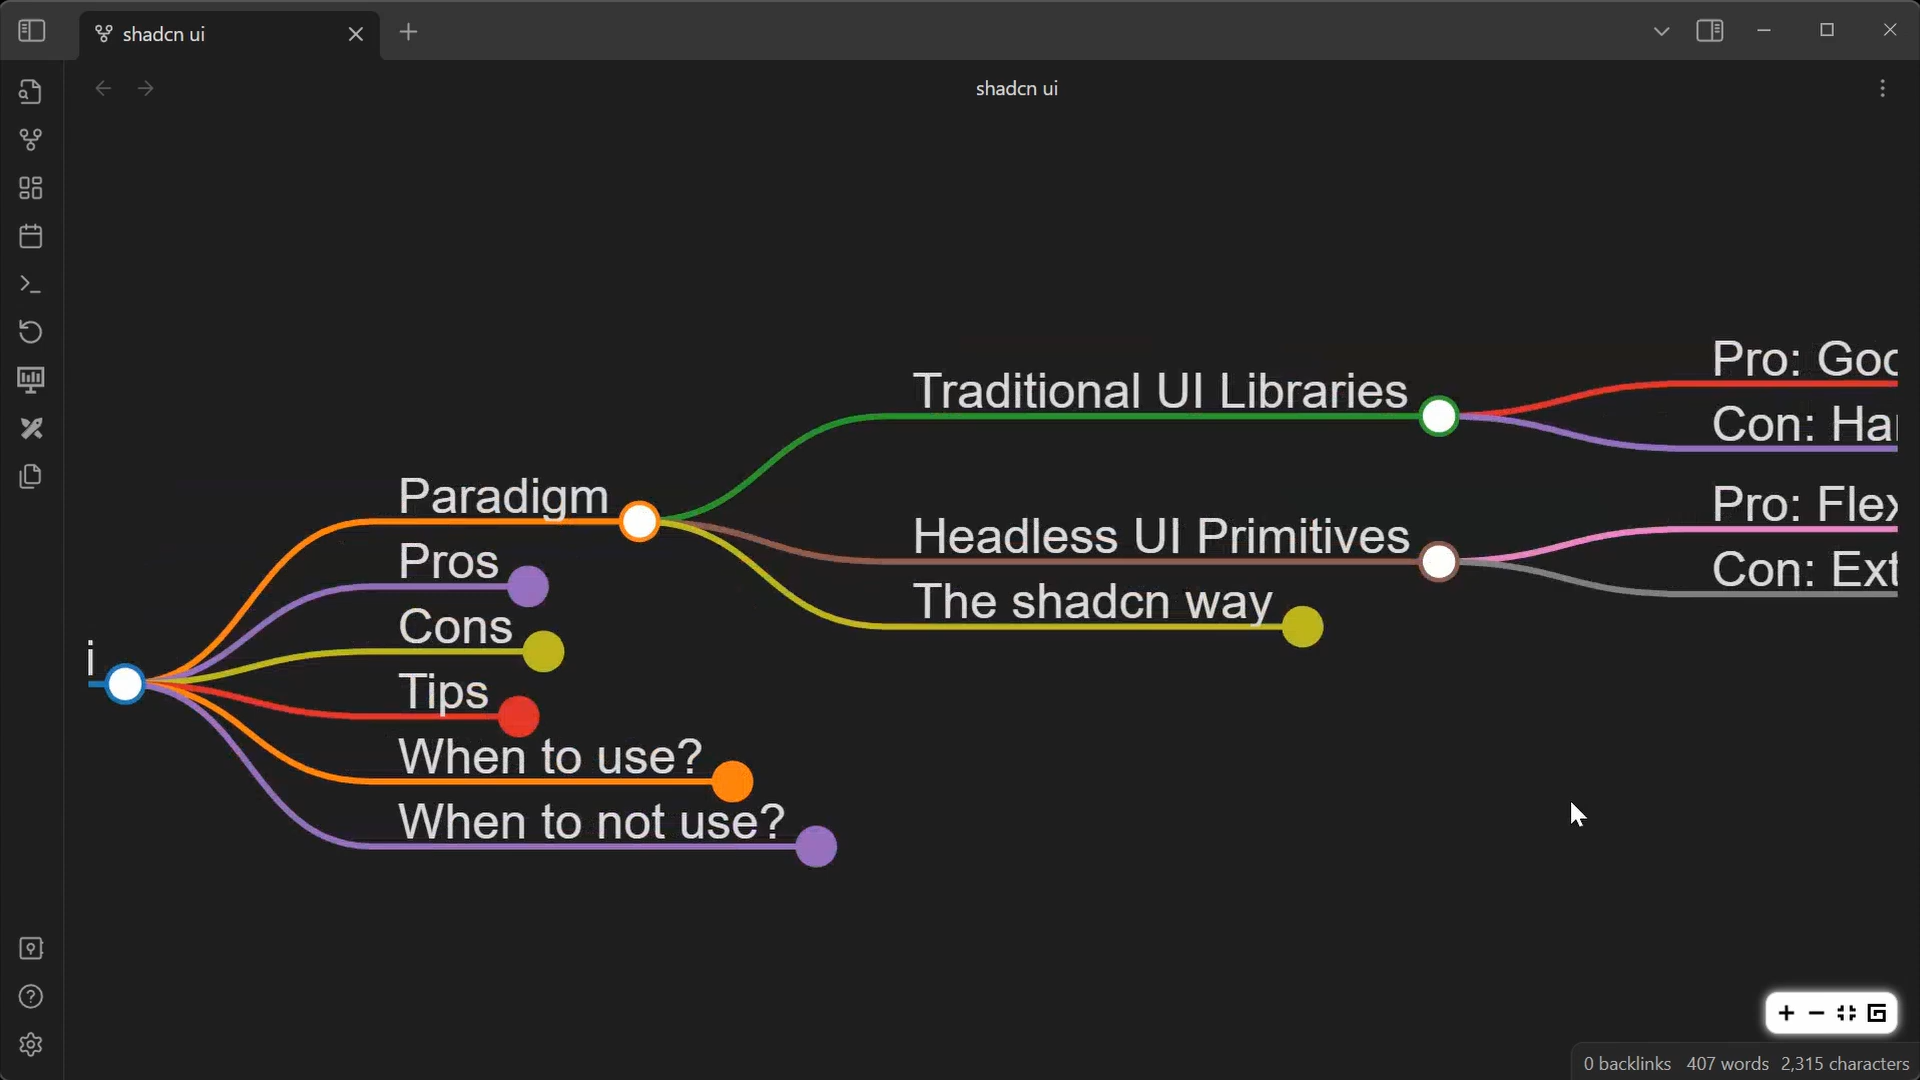 shadcn ui
shadcn ui
Pro: Goo
Traditional UI Libraries
Con: Har
Paradigm
Pro: Flex
Headless UI Primitives
Pros
Con: Ext
The shadcn way
Cons
i
Tips
When to use?
When to not use?
0 backlinks 407 words 2,315 characters